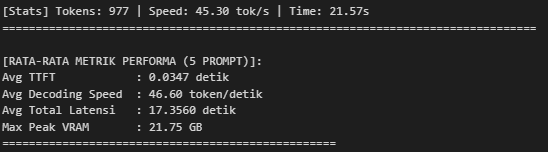 [Stats] Tokens: 977 | Speed: 45.30 tok/s | Time: 21.57s
================================================================================
[RATA-RATA METRIK PERFORMA (5 PROMPT)]:
Avg TTFT : 0.0347 detik
Avg Decoding Speed : 46.60 token/detik
Avg Total Latensi : 17.3560 detik
Max Peak VRAM : 21.75 GB
==================================================